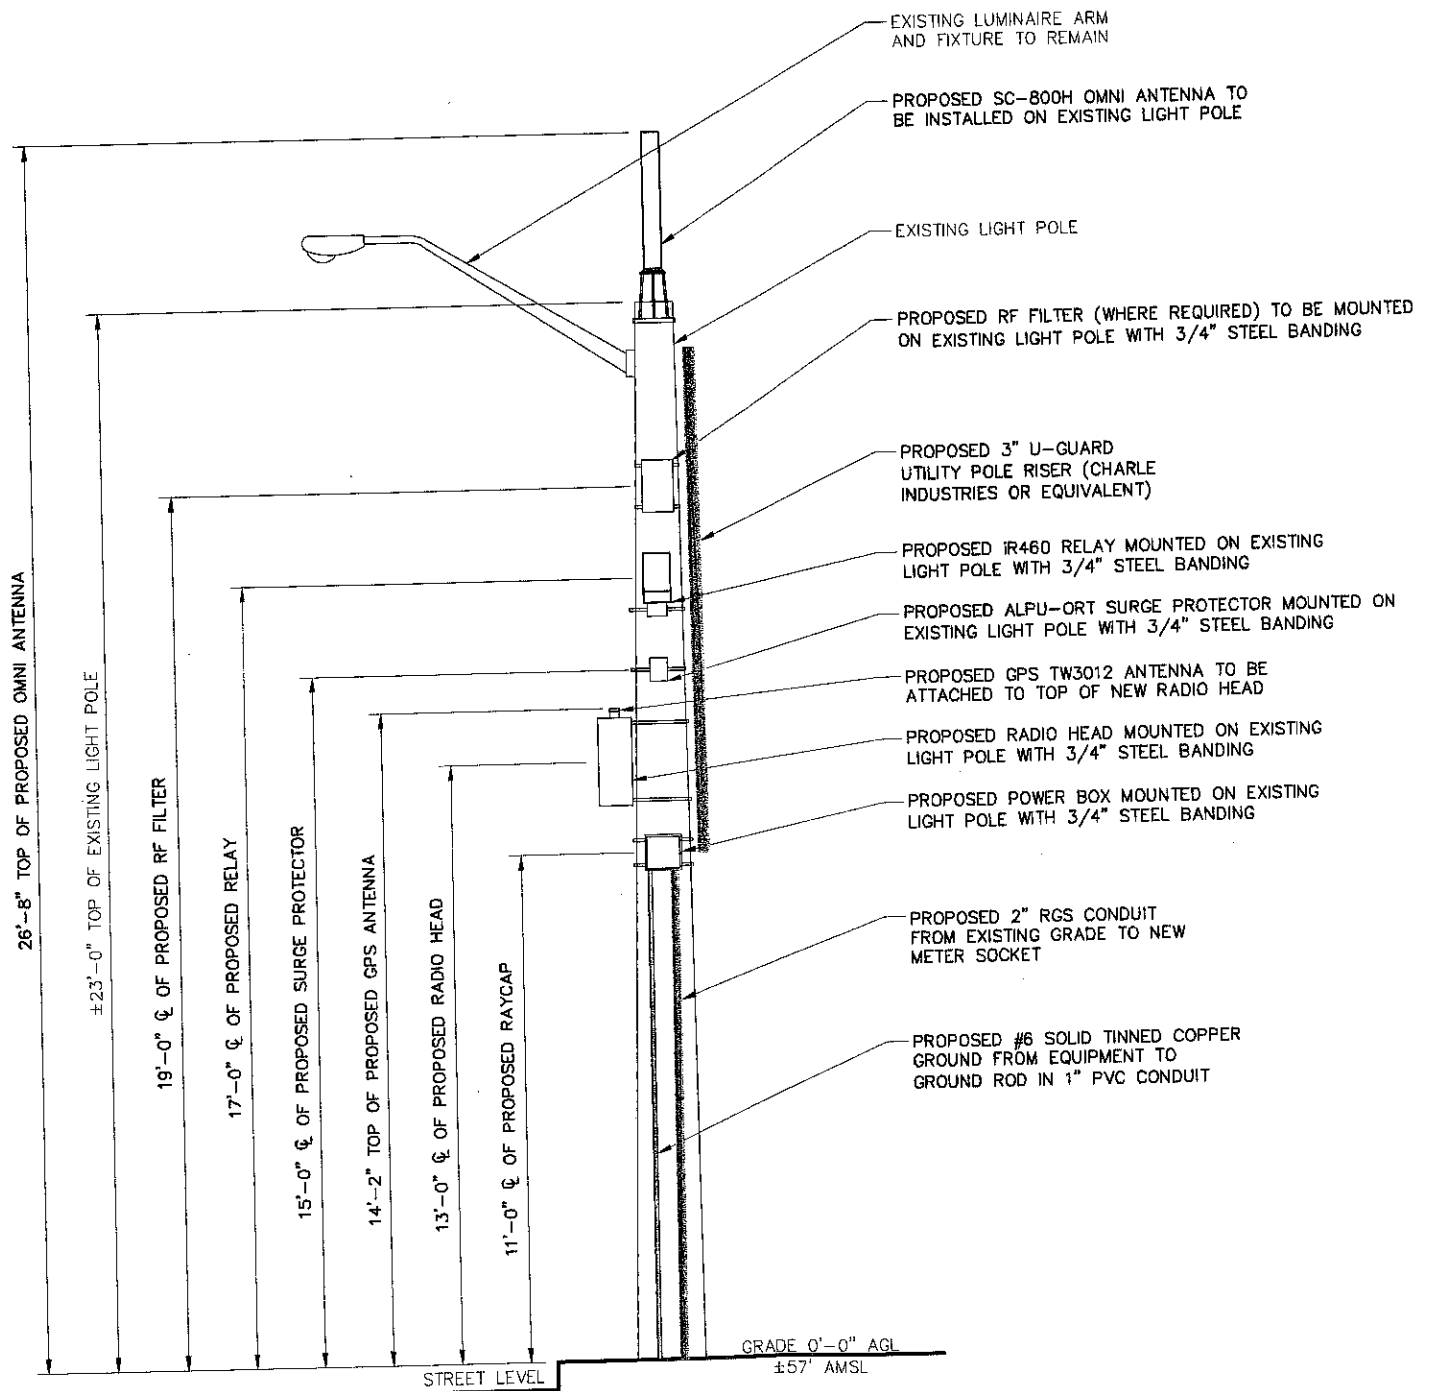 EXISTING LUMINAIRE ARM
AND FIXTURE TO REMAIN
PROPOSED SC-800H OMNI ANTENNA TO
BE INSTALLED ON EXISTING LIGHT POLE
EXISTING LIGHT POLE
PROPOSED RF FILTER (WHERE REQUIRED) TO BE MOUNTED
ON EXISTING LIGHT POLE WITH 3/4" STEEL BANDING
PROPOSED 3" U-GUARD
UTILITY POLE RISER (CHARLE
INDUSTRIES OR EQUIVALENT)
PROPOSED iR460 RELAY MOUNTED ON EXISTING
LIGHT POLE WITH 3/4" STEEL BANDING
PROPOSED ALPU-ORT SURGE PROTECTOR MOUNTED ON
EXISTING LIGHT POLE WITH 3/4" STEEL BANDING
PROPOSED GPS TW3012 ANTENNA TO BE
ATTACHED TO TOP OF NEW RADIO HEAD
PROPOSED RADIO HEAD MOUNTED ON EXISTING
LIGHT POLE WITH 3/4" STEEL BANDING
PROPOSED POWER BOX MOUNTED ON EXISTING
LIGHT POLE WITH 3/4" STEEL BANDING
PROPOSED 2" RGS CONDUIT
FROM EXISTING GRADE TO NEW
METER SOCKET
PROPOSED #6 SOLID TINNED COPPER
GROUND FROM EQUIPMENT TO
GROUND ROD IN 1" PVC CONDUIT
26'-8" TOP OF PROPOSED OMNI ANTENNA
±23'-0" TOP OF EXISTING LIGHT POLE
19'-0" ℄ OF PROPOSED RF FILTER
17'-0" ℄ OF PROPOSED RELAY
15'-0" ℄ OF PROPOSED SURGE PROTECTOR
14'-2" TOP OF PROPOSED GPS ANTENNA
13'-0" ℄ OF PROPOSED RADIO HEAD
11'-0" ℄ OF PROPOSED RAYCAP
GRADE 0'-0" AGL
±57' AMSL
STREET LEVEL